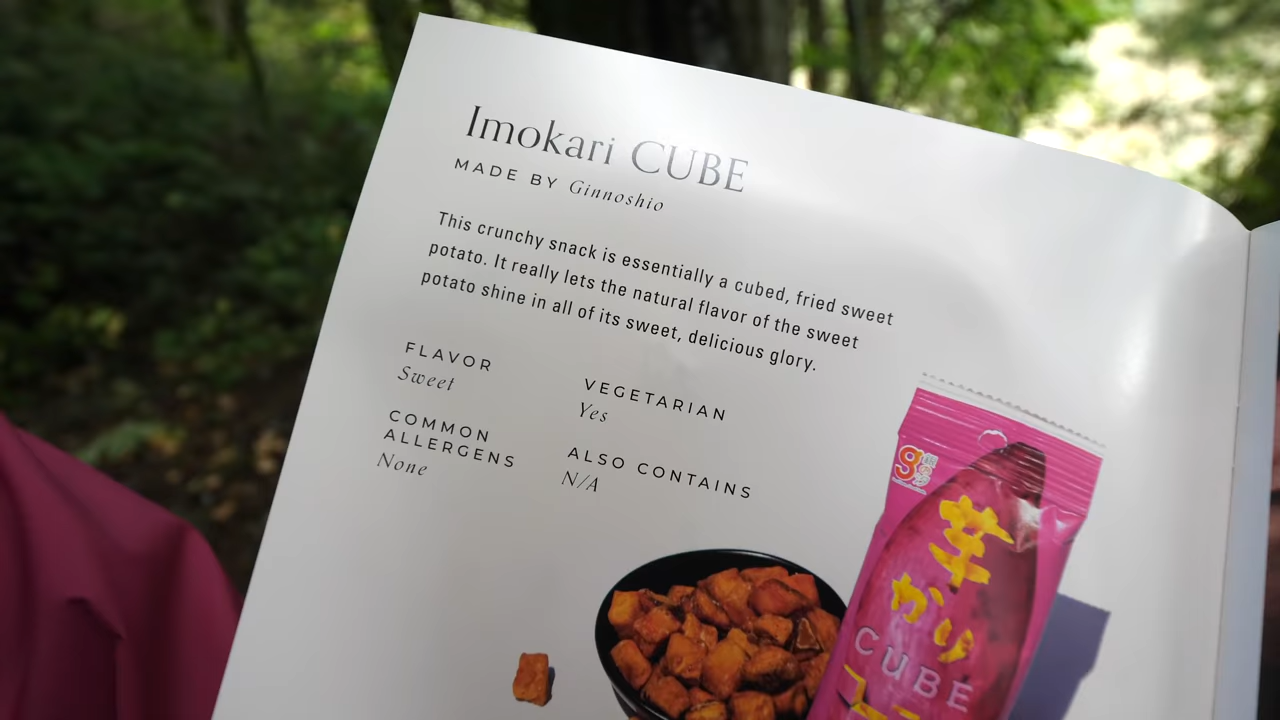 Imokari CUBE
MADE BY Ginnoshio
This crunchy snack is essentially a cubed, fried sweet
potato. It really lets the natural flavor of the sweet
potato shine in all of its sweet, delicious glory.
FLAVOR
Sweet
VEGETARIAN
Yes
COMMON
ALLERGENS
None
ALSO CONTAINS
N/A
芋
か
り
CUBE